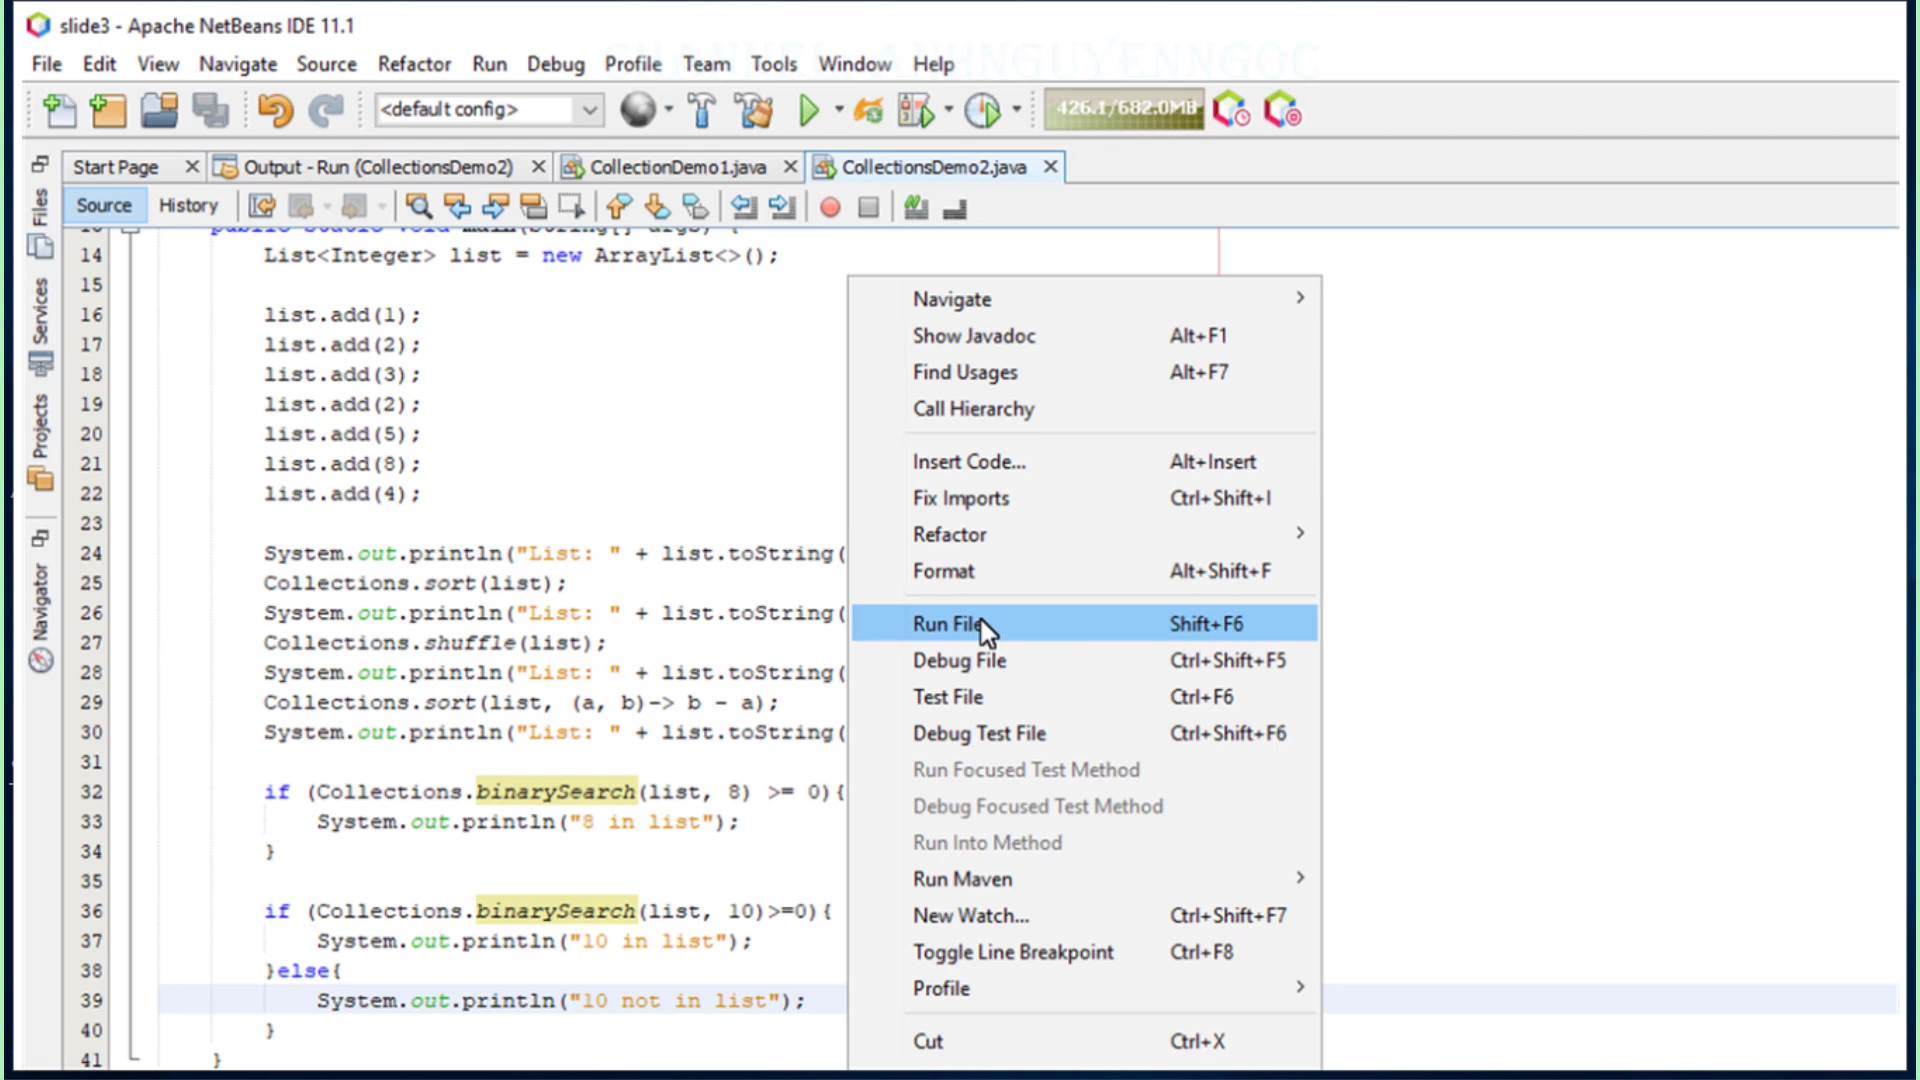 slide3 - Apache NetBeans IDE 11.1
CHANNEL: ANHNGUYENNGOC
File Edit View Navigate Source Refactor Run Debug Profile Team Tools Window Help
<default config> 426.1/682.0MB
Start Page Output - Run (CollectionsDemo2) CollectionDemo1.java CollectionsDemo2.java
Source History
Files
Services
Projects
Navigator
public static void main(String[] args) {
14 List<Integer> list = new ArrayList<>();
15
16 list.add(1);
17 list.add(2);
18 list.add(3);
19 list.add(2);
20 list.add(5);
21 list.add(8);
22 list.add(4);
23
24 System.out.println("List: " + list.toString(
25 Collections.sort(list);
26 System.out.println("List: " + list.toString(
27 Collections.shuffle(list);
28 System.out.println("List: " + list.toString(
29 Collections.sort(list, (a, b)-> b - a);
30 System.out.println("List: " + list.toString(
31
32 if (Collections.binarySearch(list, 8) >= 0){
33 System.out.println("8 in list");
34 }
35
36 if (Collections.binarySearch(list, 10)>=0){
37 System.out.println("10 in list");
38 }else{
39 System.out.println("10 not in list");
40 }
41 }
Navigate
Show Javadoc Alt+F1
Find Usages Alt+F7
Call Hierarchy
Insert Code... Alt+Insert
Fix Imports Ctrl+Shift+I
Refactor
Format Alt+Shift+F
Run File Shift+F6
Debug File Ctrl+Shift+F5
Test File Ctrl+F6
Debug Test File Ctrl+Shift+F6
Run Focused Test Method
Debug Focused Test Method
Run Into Method
Run Maven
New Watch... Ctrl+Shift+F7
Toggle Line Breakpoint Ctrl+F8
Profile
Cut Ctrl+X